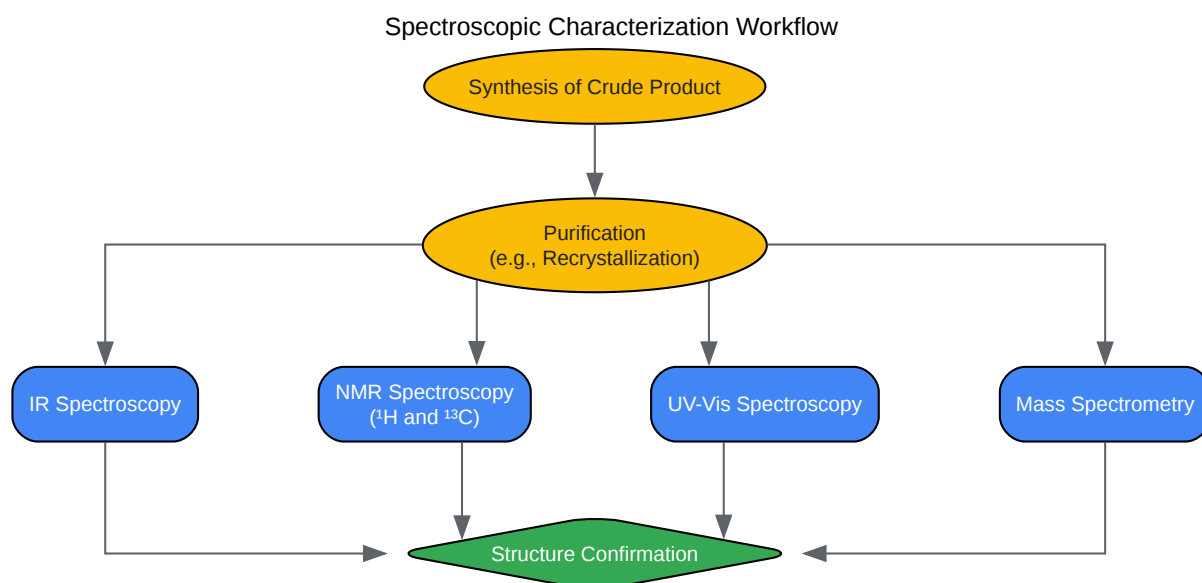 Spectroscopic Characterization Workflow
Synthesis of Crude Product
Purification
(e.g., Recrystallization)
IR Spectroscopy
NMR Spectroscopy
(¹H and ¹³C)
UV-Vis Spectroscopy
Mass Spectrometry
Structure Confirmation